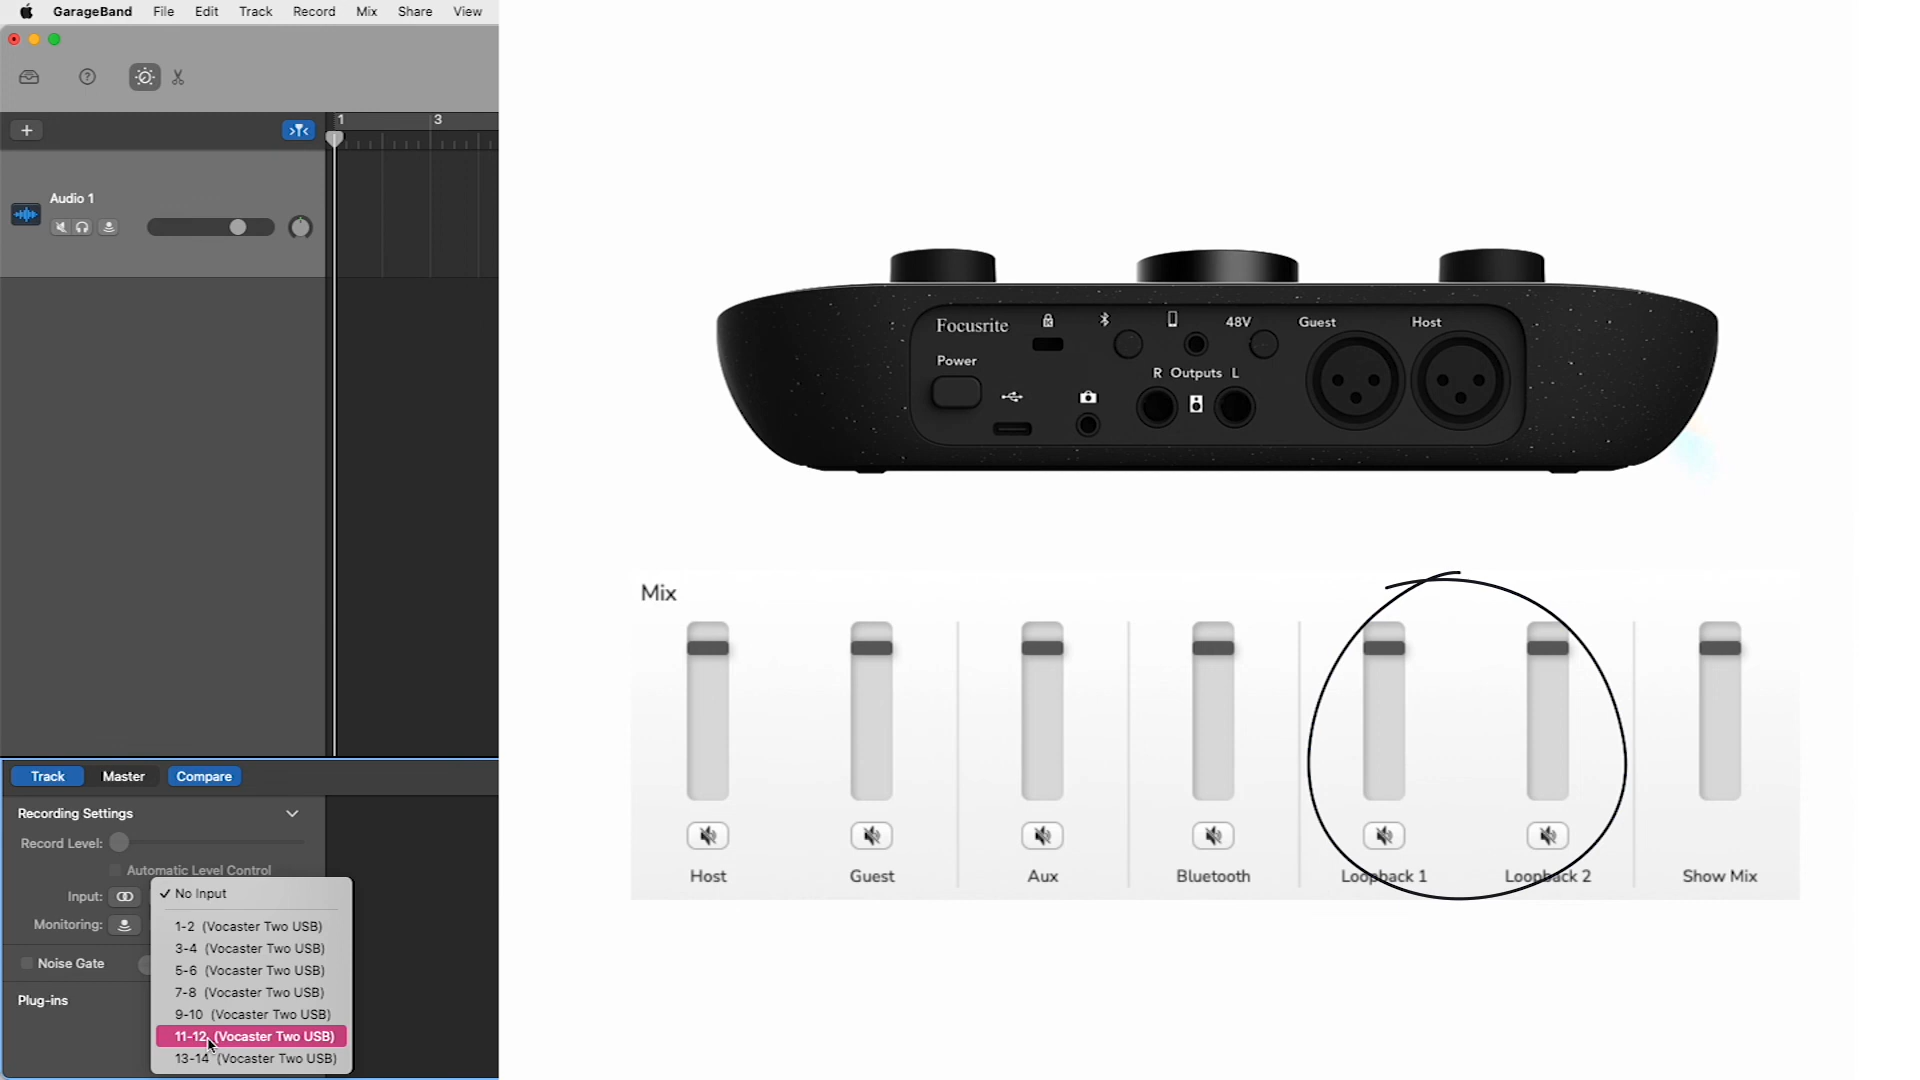 GarageBand File Edit Track Record Mix Share View
1 3
Audio 1
Track Master Compare
Recording Settings
Record Level:
Automatic Level Control
Input:
Monitoring:
Noise Gate
Plug-ins
✓ No Input
1-2 (Vocaster Two USB)
3-4 (Vocaster Two USB)
5-6 (Vocaster Two USB)
7-8 (Vocaster Two USB)
9-10 (Vocaster Two USB)
11-12 (Vocaster Two USB)
13-14 (Vocaster Two USB)
Focusrite
48V
Guest
Host
Power
R Outputs L
Mix
Host Guest Aux Bluetooth Loopback 1 Loopback 2 Show Mix